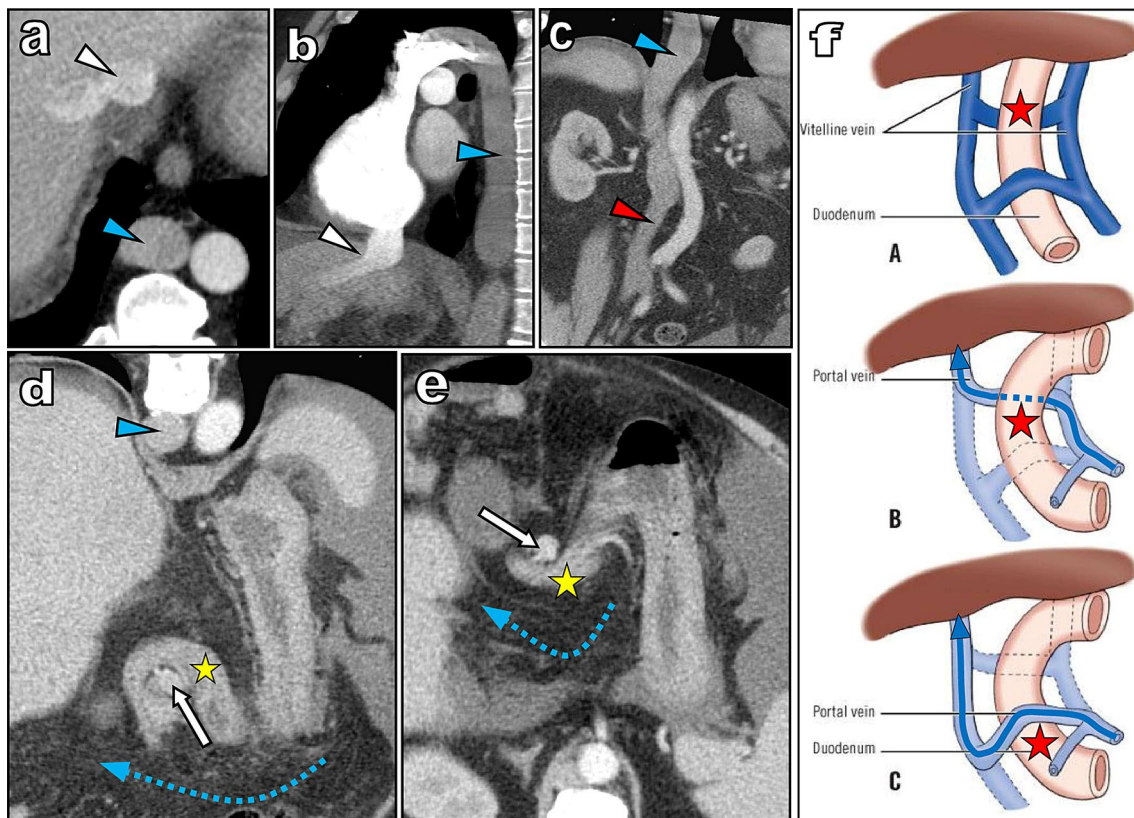 a
b
c
f
Vitelline vein
Duodenum
A
d
e
Portal vein
B
Portal vein
Duodenum
C